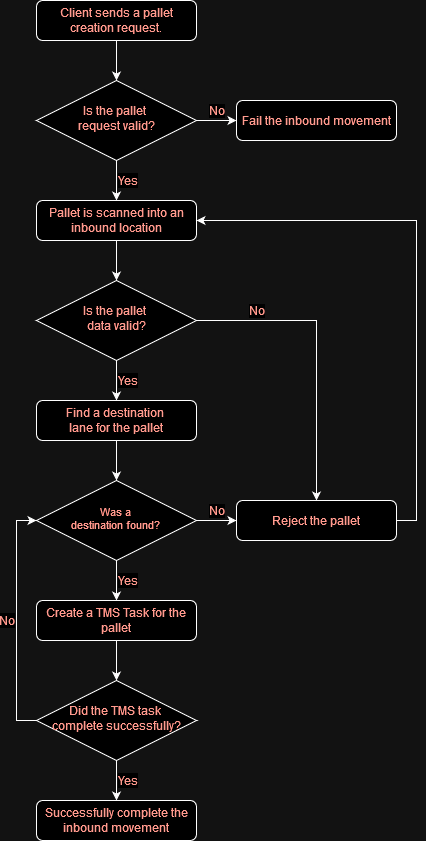 Client sends a pallet
creation request.
Is the pallet
request valid?
No
Fail the inbound movement
Yes
Pallet is scanned into an
inbound location
Is the pallet
data valid?
No
Yes
Find a destination
lane for the pallet
Was a
destination found?
No
Reject the pallet
Yes
Create a TMS Task for the
pallet
No
Did the TMS task
complete successfully?
Yes
Successfully complete the
inbound movement